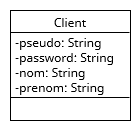 Client
-pseudo: String
-password: String
-nom: String
-prenom: String